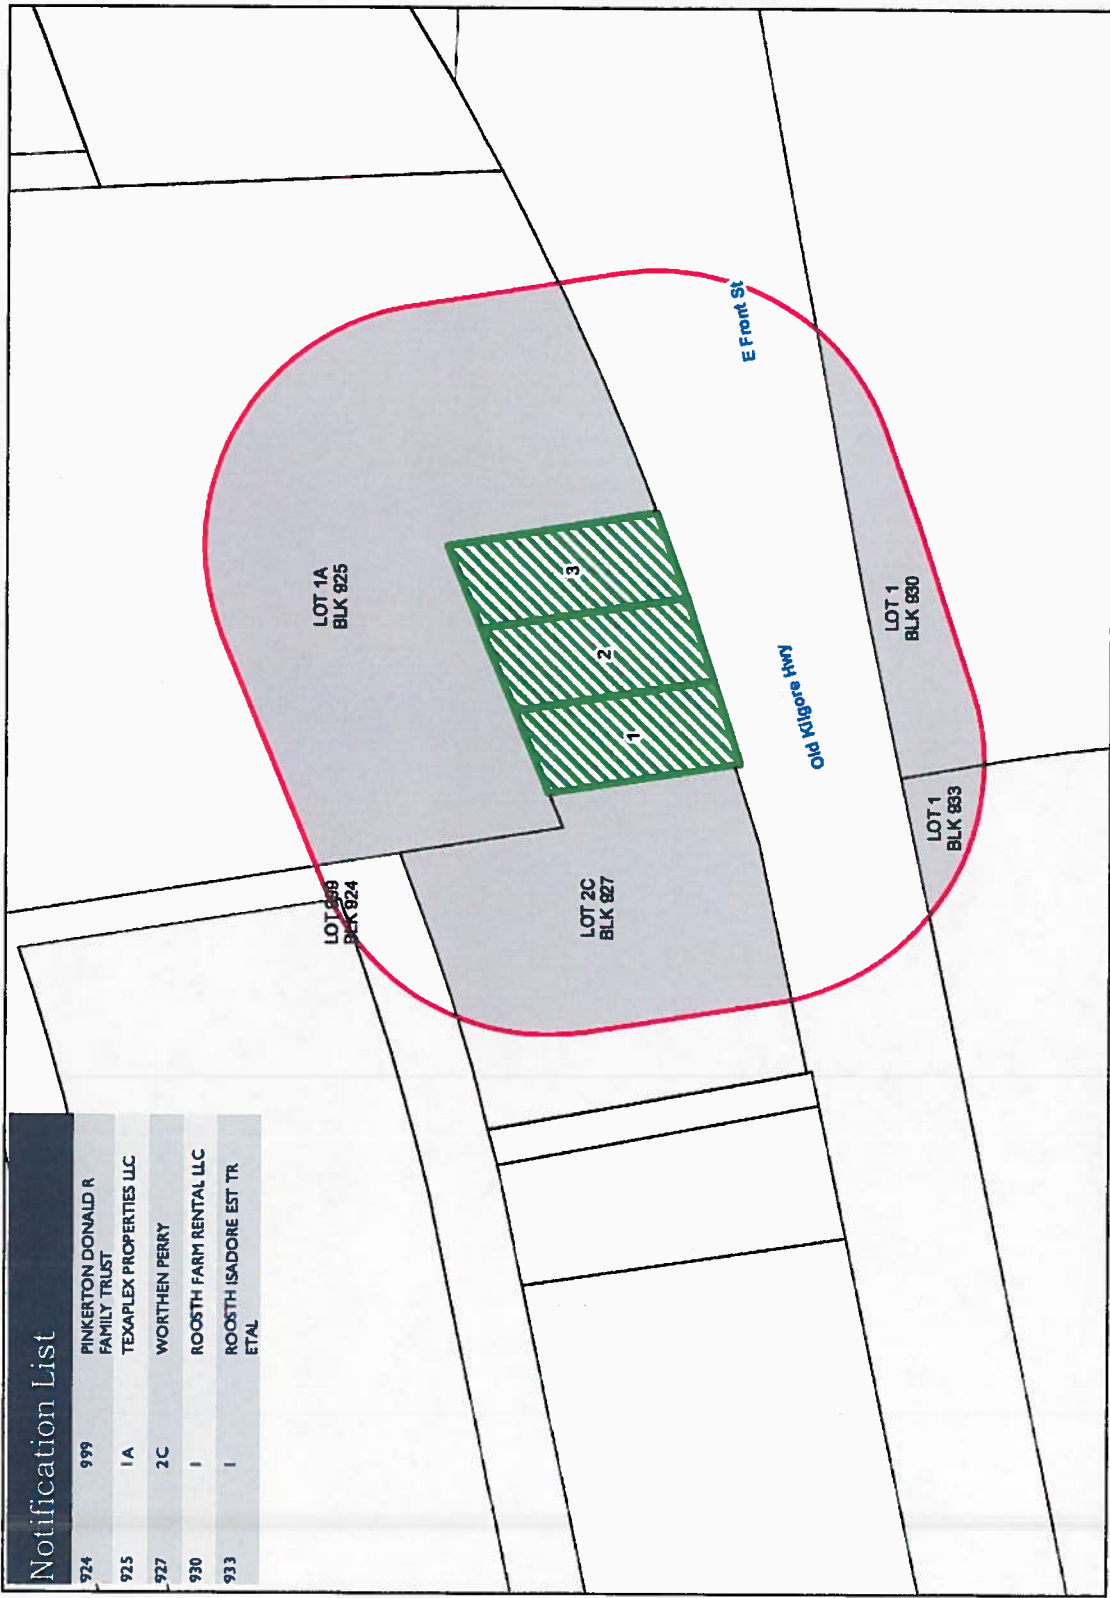 Notification List
924 999 PINKERTON DONALD R
FAMILY TRUST
925 1A TEXAPLEX PROPERTIES LLC
927 2C WORTHEN PERRY
930 1 ROOSTH FARM RENTAL LLC
933 1 ROOSTH ISADORE EST TR
ETAL
LOT 999
BLK 924
LOT 1A
BLK 925
LOT 2C
BLK 927
1
2
3
E Front St
Old Kilgore Hwy
LOT 1
BLK 933
LOT 1
BLK 930